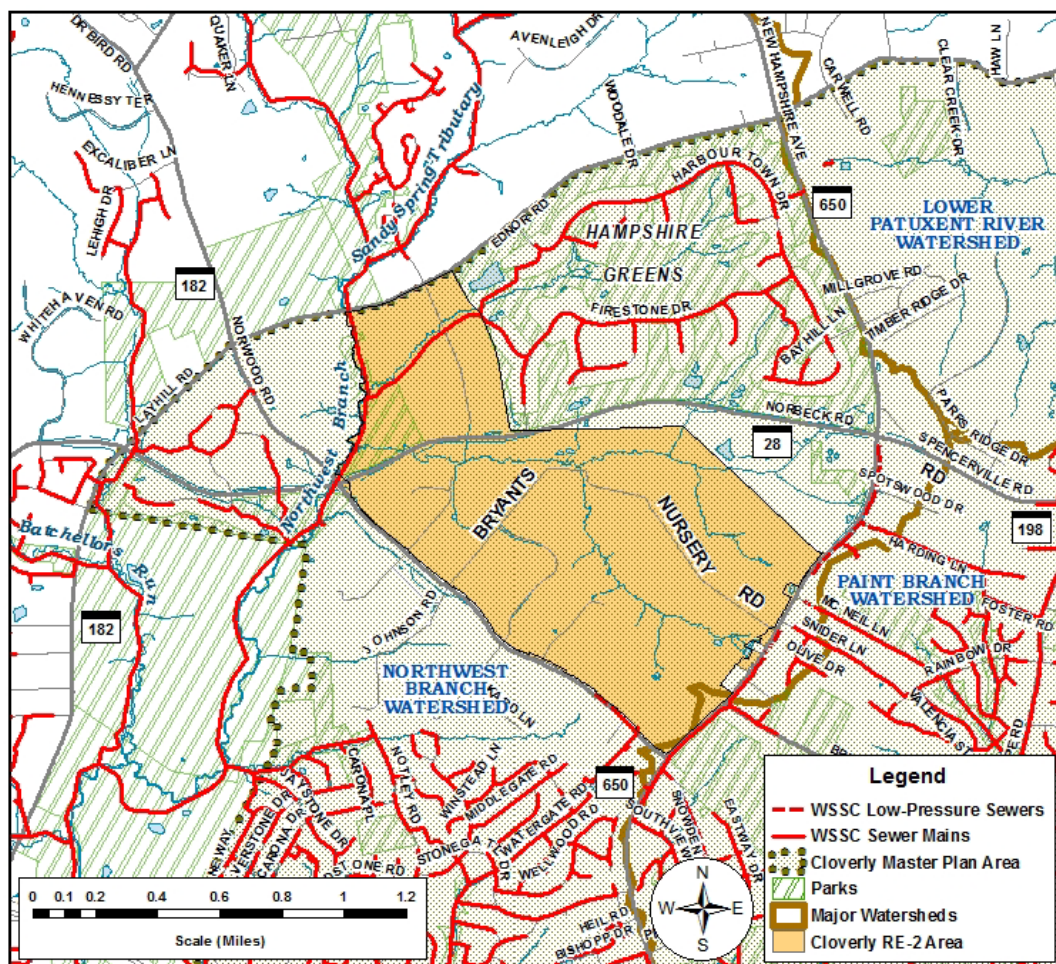 DR BIRD RD
QUAKER LN
AVENLEIGH DR
NEW HAMPSHIRE AVE
CARWELL RD
CLEAR CREEK DR
HAW LN
HENNESSY TER
WOODALE DR
EXCALIBER LN
LEHIGH DR
Sandy Spring Tributary
EDNOR RD
HARBOUR TOWN DR
650
LOWER
PATUXENT RIVER
WATERSHED
HAMPSHIRE
GREENS
182
WHITEHAVEN RD
NORWOOD RD
FIRESTONE DR
MILLGROVE RD
TIMBER RIDGE DR
BAY HILL LN
LAYHILL RD
Northwest Branch
NORBECK RD
28
PARRS RIDGE DR
SPENCERVILLE RD
RD
SPOTSWOOD DR
198
BRYANTS
NURSERY
RD
Batchellors Run
HARDING LN
PAINT BRANCH
WATERSHED
FOSTER RD
MC NEIL LN
SNIDER LN
OLIVE DR
RAINBOW DR
VALENCIA ST
182
JOHNSON RD
NORTHWEST
BRANCH
WATERSHED
KARD LN
NOTLEY RD
CARONA PL
WINSTEAD LN
MIDDLEGATE RD
WATERGATE RD
WELLWOOD RD
650
JAYSTONE DR
CARONA DR
STONEGATE DR
SOUTHVIEW
SNOWDEN
EASTWAY DR
HEIL RD
BISHOPP DR
Legend
WSSC Low-Pressure Sewers
WSSC Sewer Mains
Cloverly Master Plan Area
Parks
Major Watersheds
Cloverly RE-2 Area
0 0.1 0.2 0.4 0.6 0.8 1 1.2
Scale (Miles)
N
W E
S